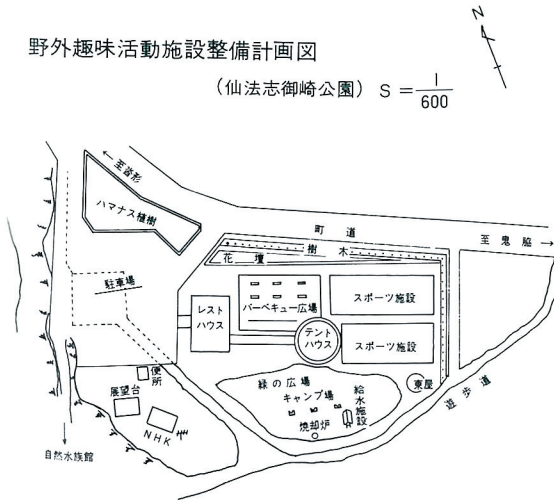 N
野外趣味活動施設整備計画図
(仙法志御崎公園) S = 1/600
←至沓形
ハマナス植樹
町道
樹木
至鬼脇→
花壇
駐車場
レストハウス
バーベキュー広場
スポーツ施設
テントハウス
スポーツ施設
便所
展望台
NHK
緑の広場
キャンプ場
給水施設
焼却炉
東屋
遊歩道
自然水族館